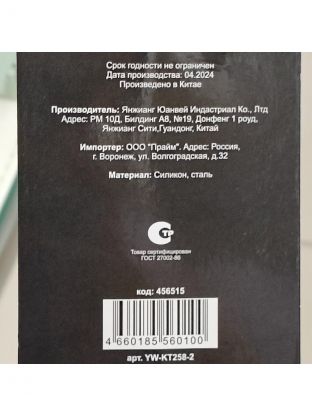 Срок годности не ограничен
Дата производства: 04.2024
Произведено в Китае
Производитель: Янжианг Юанвей Индастриал Ко., Лтд
Адрес: РМ 10Д, Билдинг А8, №19, Донфенг 1 роуд,
Янжианг Сити,Гуандонг, Китай
Импортер: ООО "Прайм". Адрес: Россия,
г. Воронеж, ул. Волгоградская, д.32
Материал: Силикон, сталь
Товар сертифицирован
ГОСТ 27002-86
код: 456515
4 660185 560100
арт. YW-KT258-2